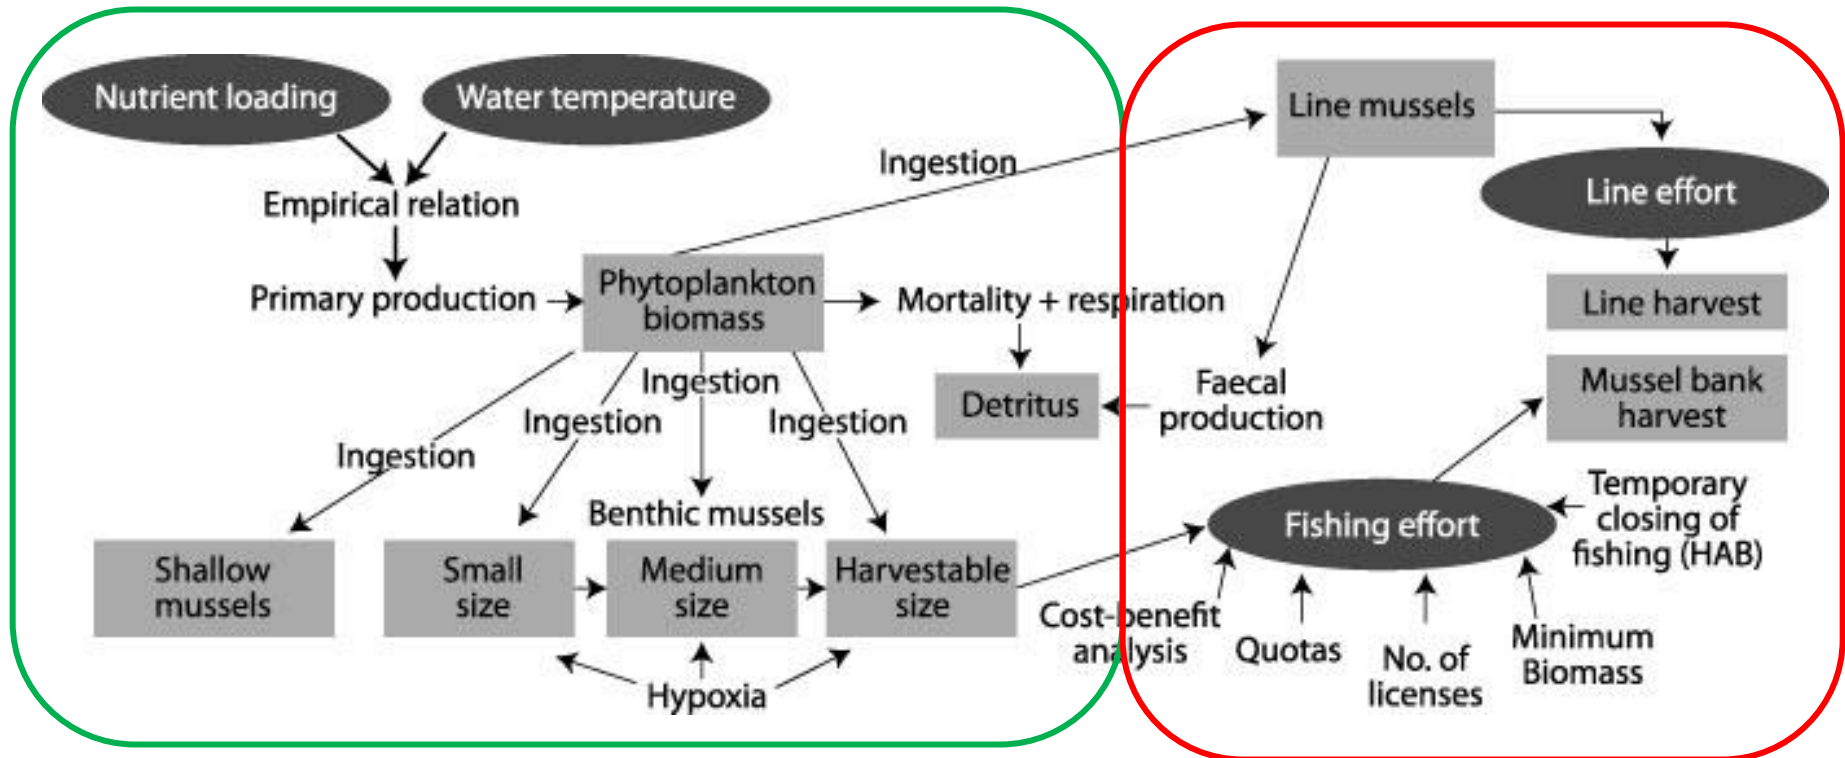 Nutrient loading
Water temperature
Empirical relation
Primary production
Phytoplankton
biomass
Ingestion
Mortality + respiration
Detritus
Faecal
production
Line mussels
Line effort
Line harvest
Mussel bank
harvest
Ingestion
Ingestion
Ingestion
Ingestion
Benthic mussels
Shallow
mussels
Small
size
Medium
size
Harvestable
size
Hypoxia
Fishing effort
Temporary
closing of
fishing (HAB)
Cost-benefit
analysis
Quotas
No. of
licenses
Minimum
Biomass